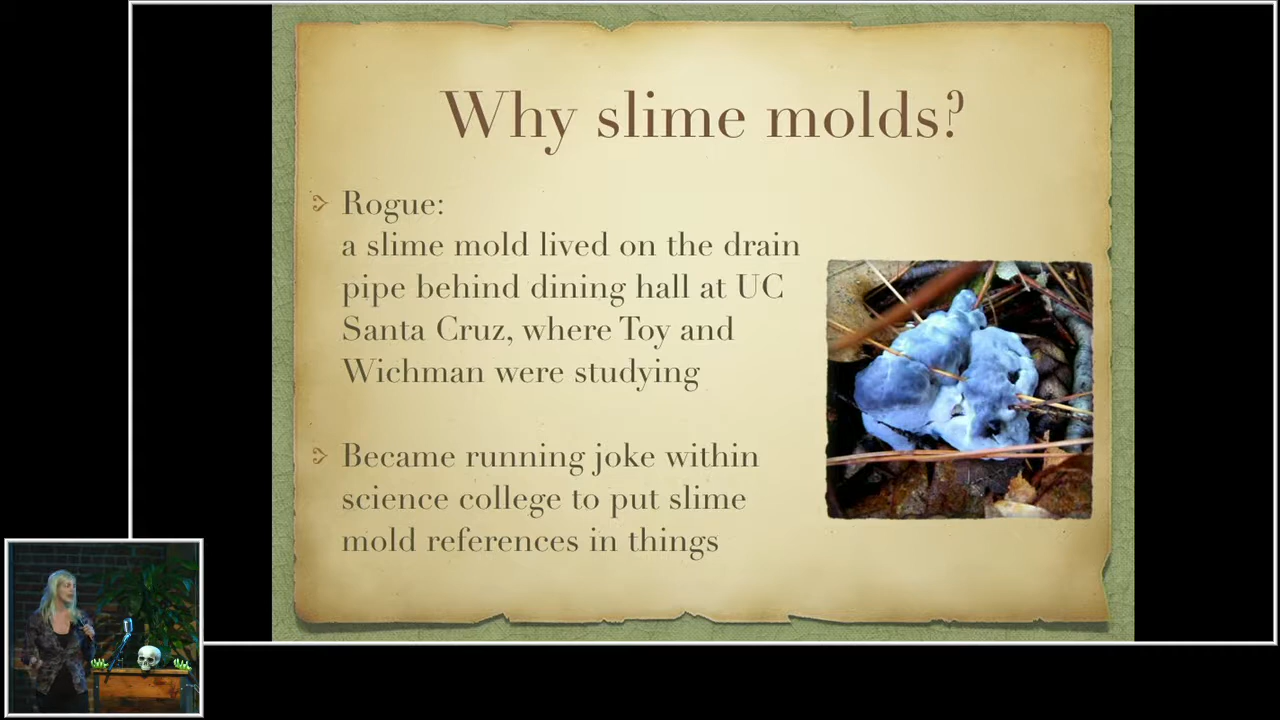 Why slime molds?
Rogue:
a slime mold lived on the drain
pipe behind dining hall at UC
Santa Cruz, where Toy and
Wichman were studying
Became running joke within
science college to put slime
mold references in things